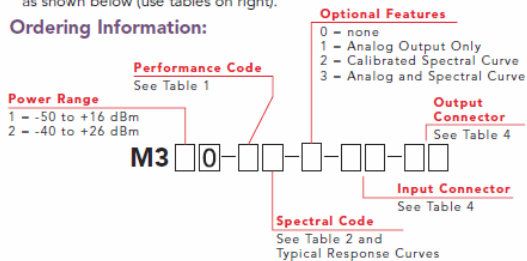 as shown below (use tables on right).
Ordering Information:
Optional Features
0 - none
1 - Analog Output Only
2 - Calibrated Spectral Curve
3 - Analog and Spectral Curve
Performance Code
See Table 1
Power Range
1 - -50 to +16 dBm
2 - -40 to +26 dBm
Output
Connector
See Table 4
M3 0- - - -
Input Connector
See Table 4
Spectral Code
See Table 2 and
Typical Response Curves